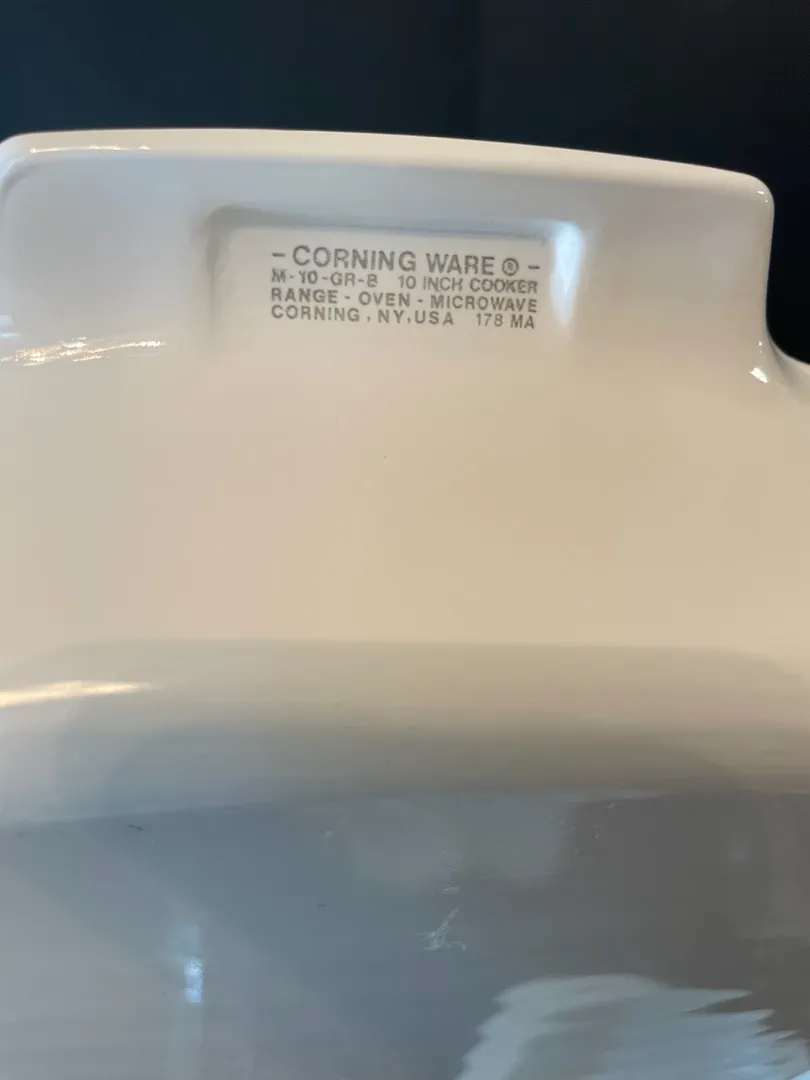 - CORNING WARE ® -
M-10-GR-B 10 INCH COOKER
RANGE - OVEN - MICROWAVE
CORNING, NY, USA 178 MA